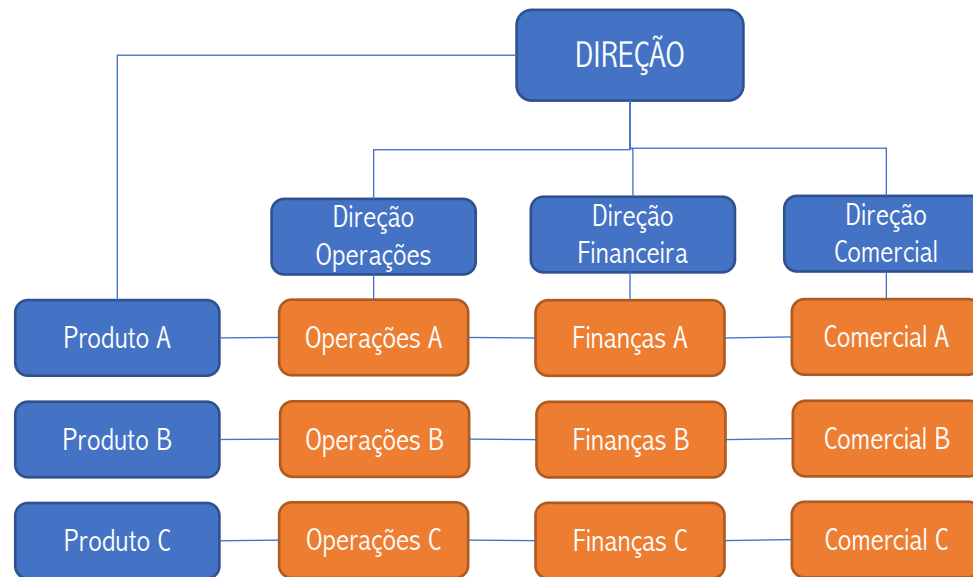 DIREÇÃO
Direção
Operações
Direção
Financeira
Direção
Comercial
Produto A
Operações A
Finanças A
Comercial A
Produto B
Operações B
Finanças B
Comercial B
Produto C
Operações C
Finanças C
Comercial C